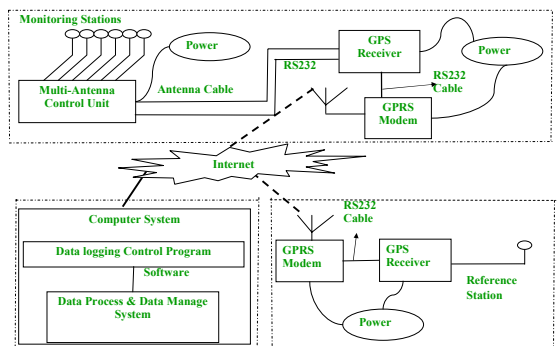 Monitoring Stations
Power
GPS
Receiver
Power
Multi-Antenna
Control Unit
Antenna Cable
RS232
RS232
Cable
GPRS
Modem
Internet
Computer System
Data logging Control Program
Software
Data Process & Data Manage
System
RS232
Cable
GPRS
Modem
GPS
Receiver
Reference
Station
Power